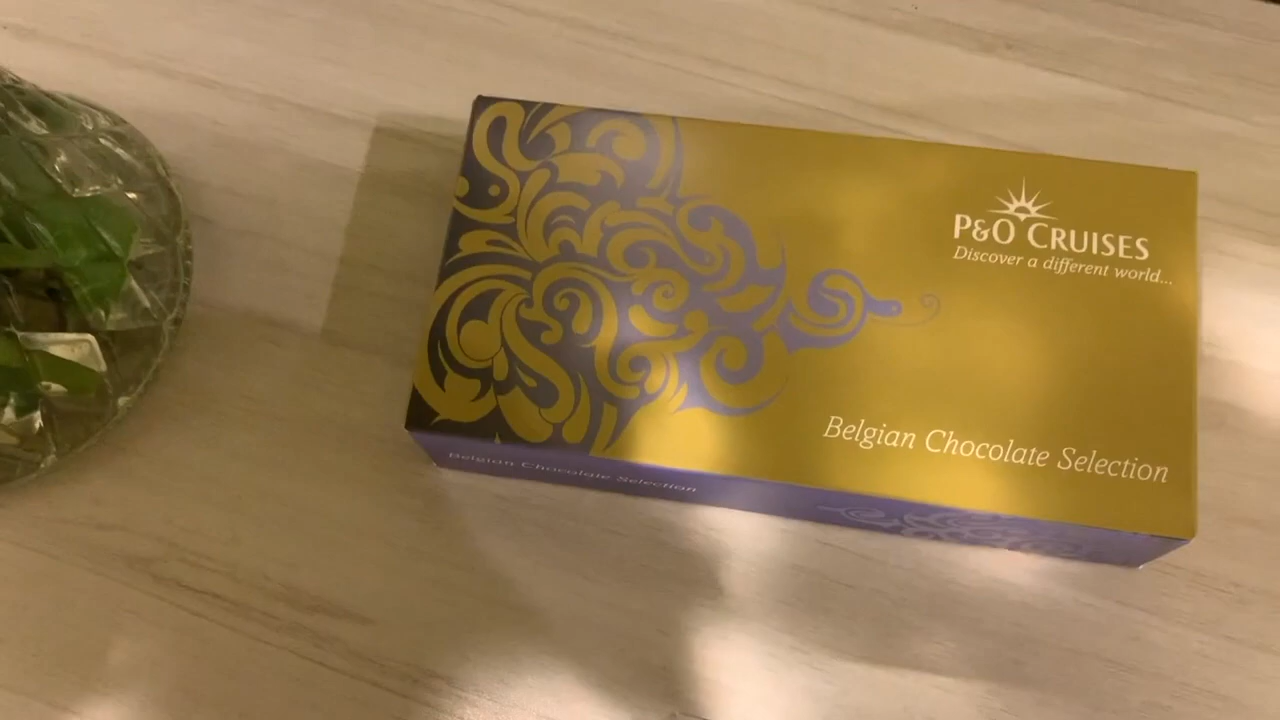 P&O CRUISES
Discover a different world...
Belgian Chocolate Selection
Belgian Chocolate Selection